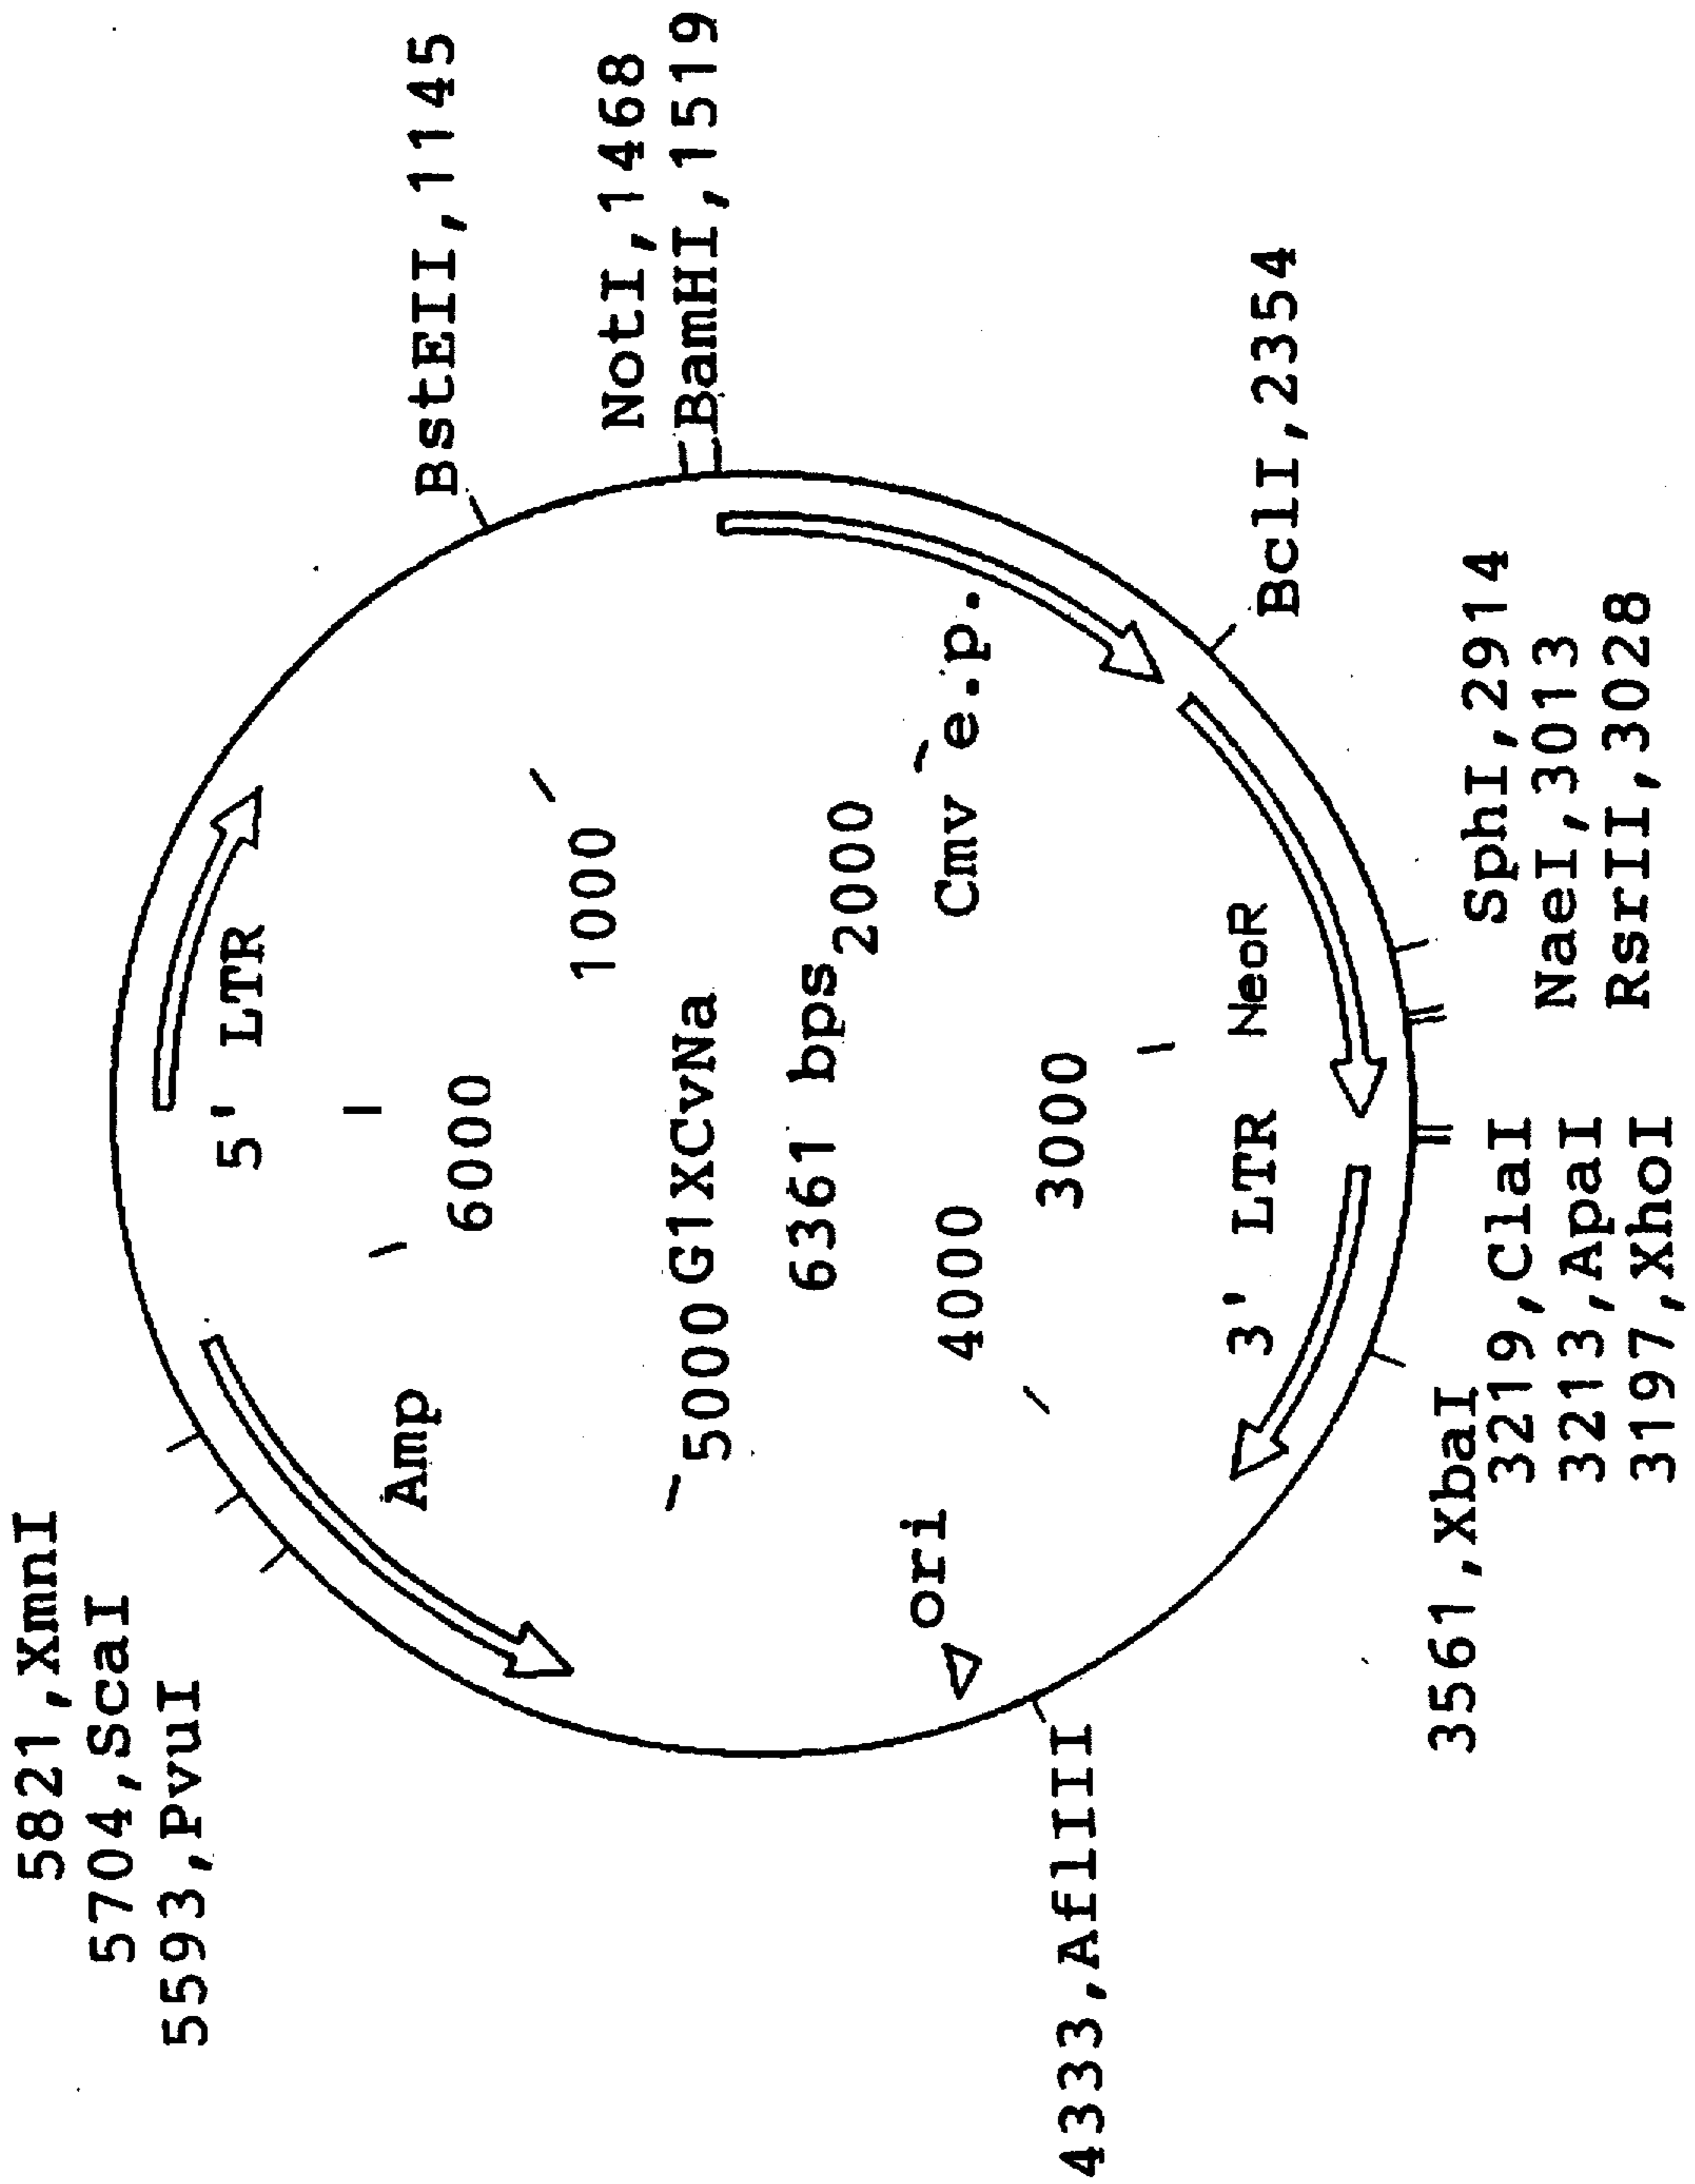 5821,XmnI
5704,ScaI
5593,PvuI
BstEII,1145
NotI,1468
BamHI,1519
5' LTR
Amp
6000
1000
5000
G1XCvNa
6361 bps
2000
4000
3000
ori
Cmv e.p.
NeoR
3' LTR
BclI,2354
4333,AflIII
3561,XbaI
3219,ClaI
3213,ApaI
3197,XhoI
SphI,2914
NaeI,3013
RsrII,3028